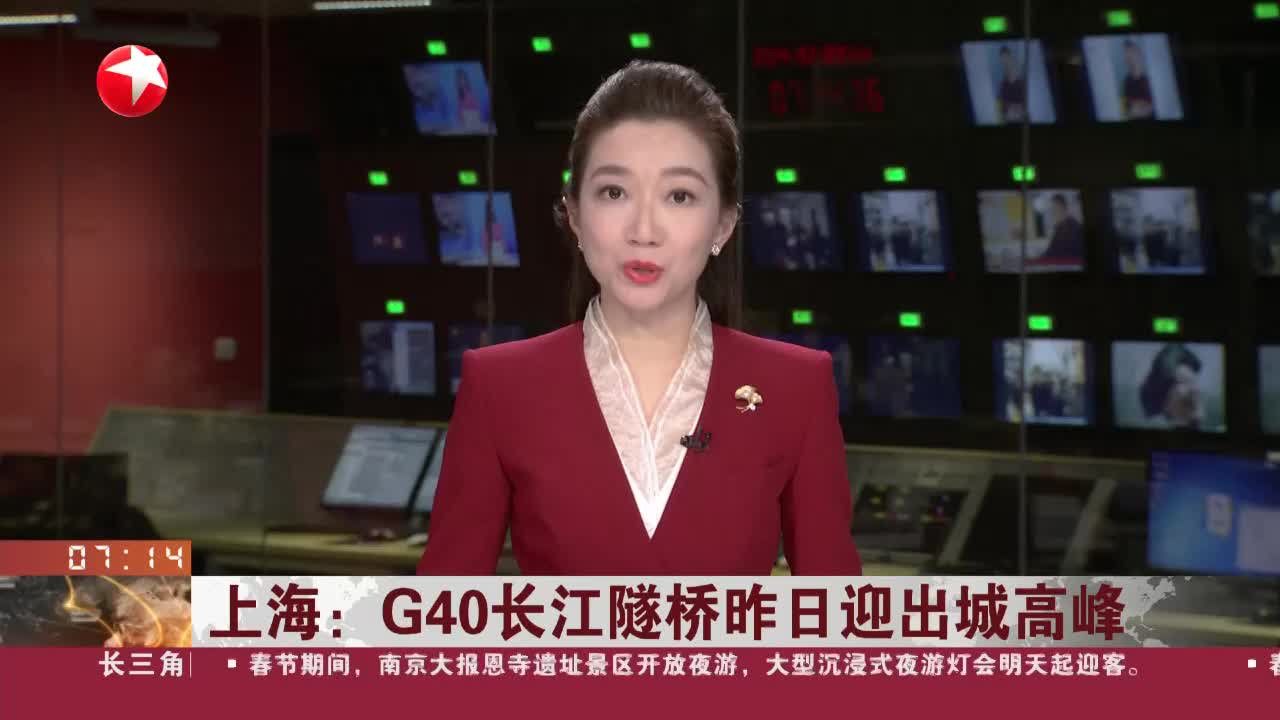 07:14
上海：G40长江隧桥昨日迎出城高峰
长三角
▪ 春节期间，南京大报恩寺遗址景区开放夜游，大型沉浸式夜游灯会明天起迎客。 ▪